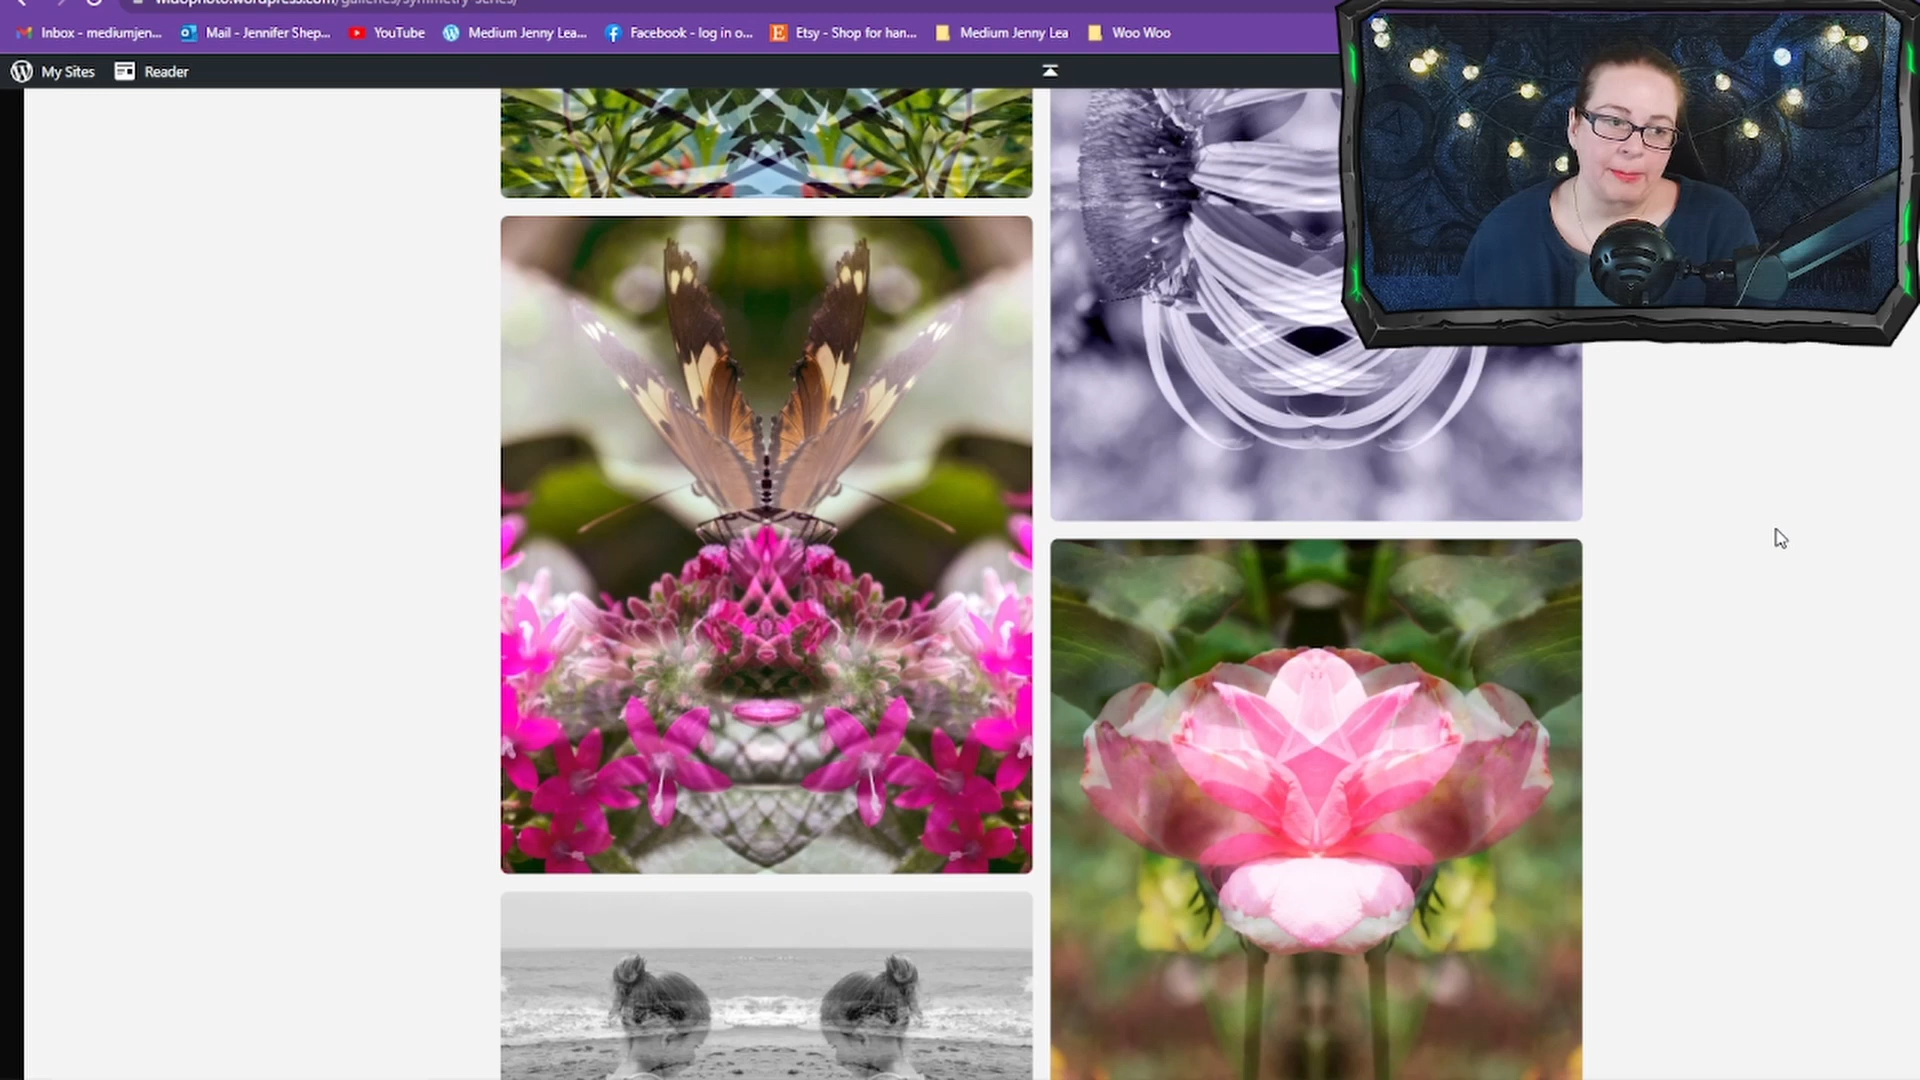 Inbox - mediumjen...
Mail - Jennifer Shep...
YouTube
Medium Jenny Lea...
Facebook - log in o...
Etsy - Shop for han...
Medium Jenny Lea
Woo Woo
My Sites
Reader